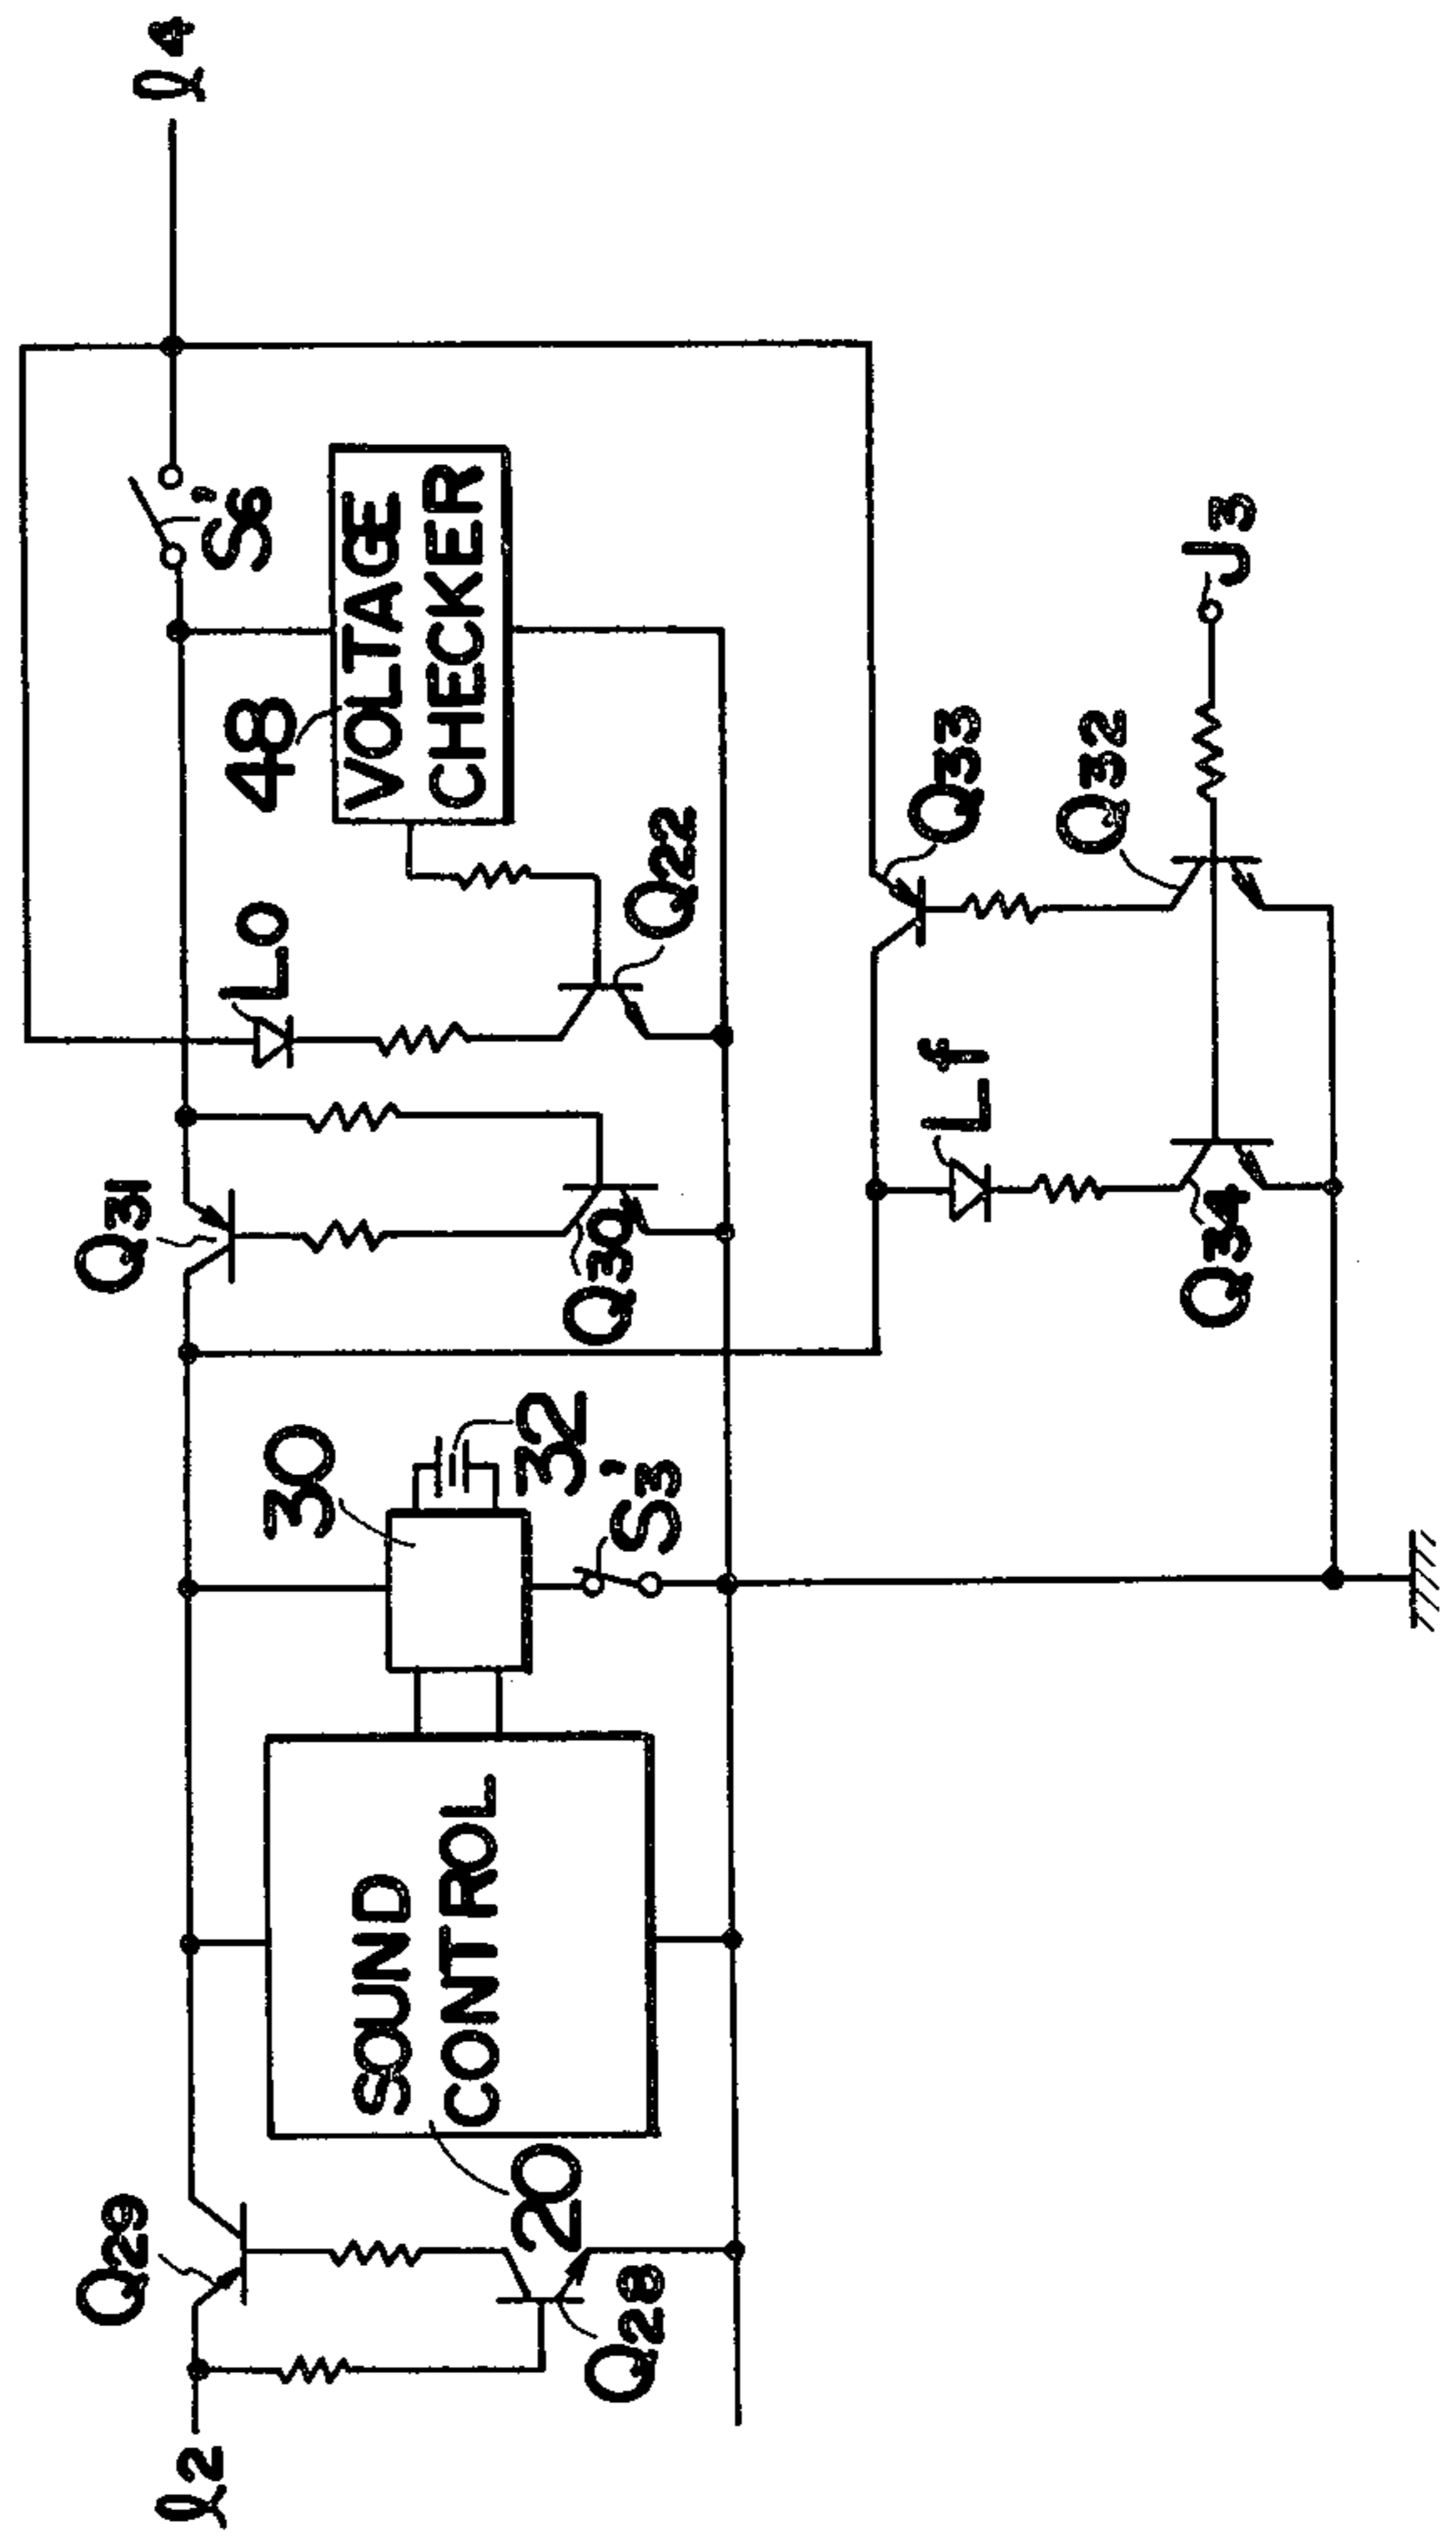 ℓ2
Q29
Q28
20
SOUND
CONTROL
30
32
S3'
Q31
Q30
Lo
Q22
48
VOLTAGE
CHECKER
S6'
ℓ4
Lf
Q34
Q33
Q32
J3